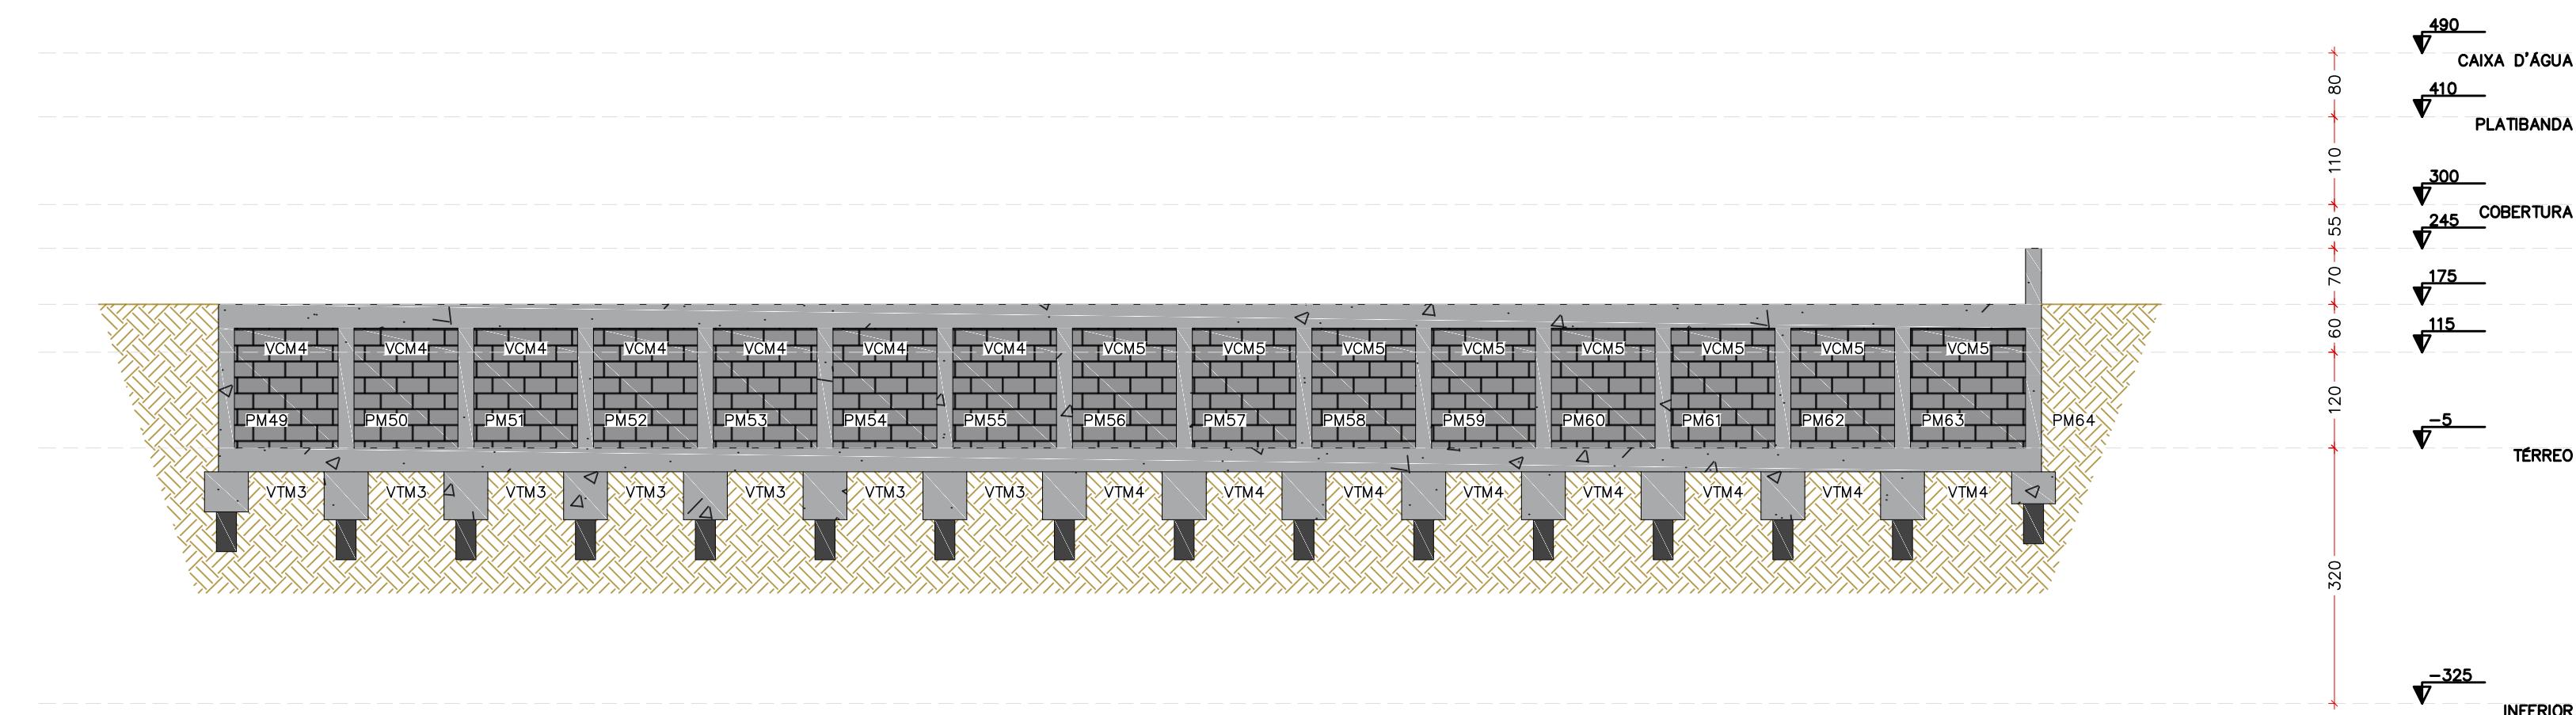 490
CAIXA D'ÁGUA
80
410
PLATIBANDA
110
300
COBERTURA
55
245
70
175
60
115
VCM4 VCM4 VCM4 VCM4 VCM4 VCM4 VCM4 VCM5 VCM5 VCM5 VCM5 VCM5 VCM5 VCM5 VCM5
120
PM49 PM50 PM51 PM52 PM53 PM54 PM55 PM56 PM57 PM58 PM59 PM60 PM61 PM62 PM63 PM64
-5
TÉRREO
VTM3 VTM3 VTM3 VTM3 VTM3 VTM3 VTM3 VTM4 VTM4 VTM4 VTM4 VTM4 VTM4 VTM4 VTM4
320
-325
INFERIOR